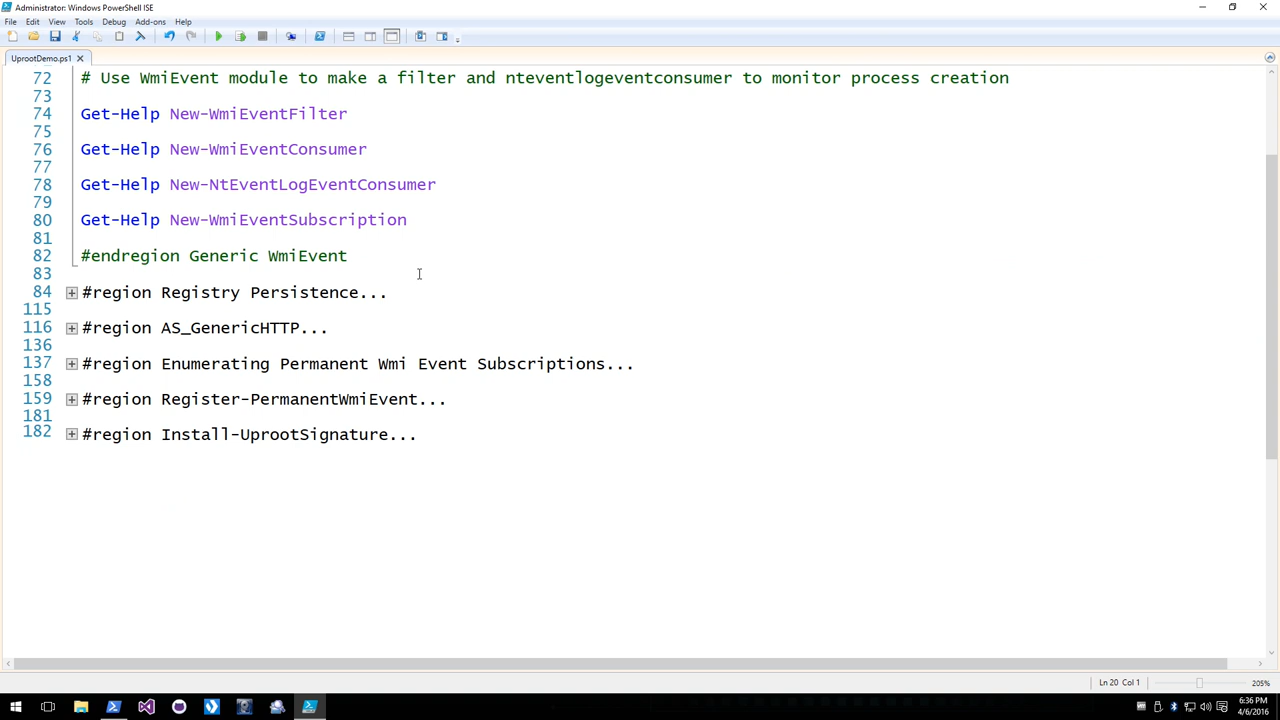 Administrator: Windows PowerShell ISE
File Edit View Tools Debug Add-ons Help
UprootDemo.ps1
72 # Use WmiEvent module to make a filter and nteventlogeventconsumer to monitor process creation
73
74 Get-Help New-WmiEventFilter
75
76 Get-Help New-WmiEventConsumer
77
78 Get-Help New-NtEventLogEventConsumer
79
80 Get-Help New-WmiEventSubscription
81
82 #endregion Generic WmiEvent
83
84 #region Registry Persistence...
115
116 #region AS_GenericHTTP...
136
137 #region Enumerating Permanent Wmi Event Subscriptions...
158
159 #region Register-PermanentWmiEvent...
181
182 #region Install-UprootSignature...
Ln 20 Col 1 205%
6:36 PM
4/6/2016